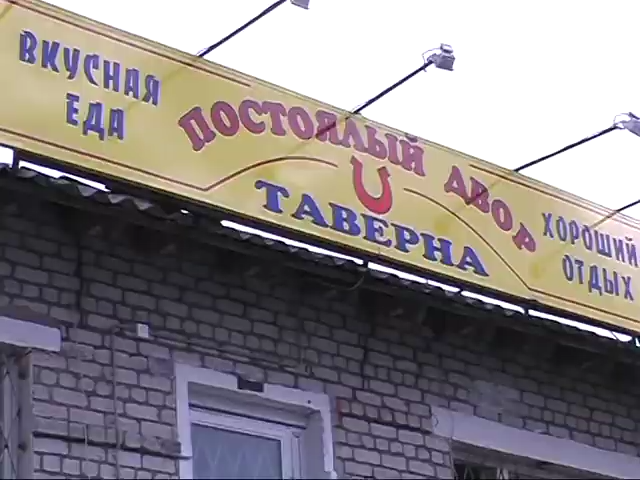 ВКУСНАЯ
ЕДА
ПОСТОЯЛЫЙ ДВОР
ТАВЕРНА
ХОРОШИЙ
ОТДЫХ